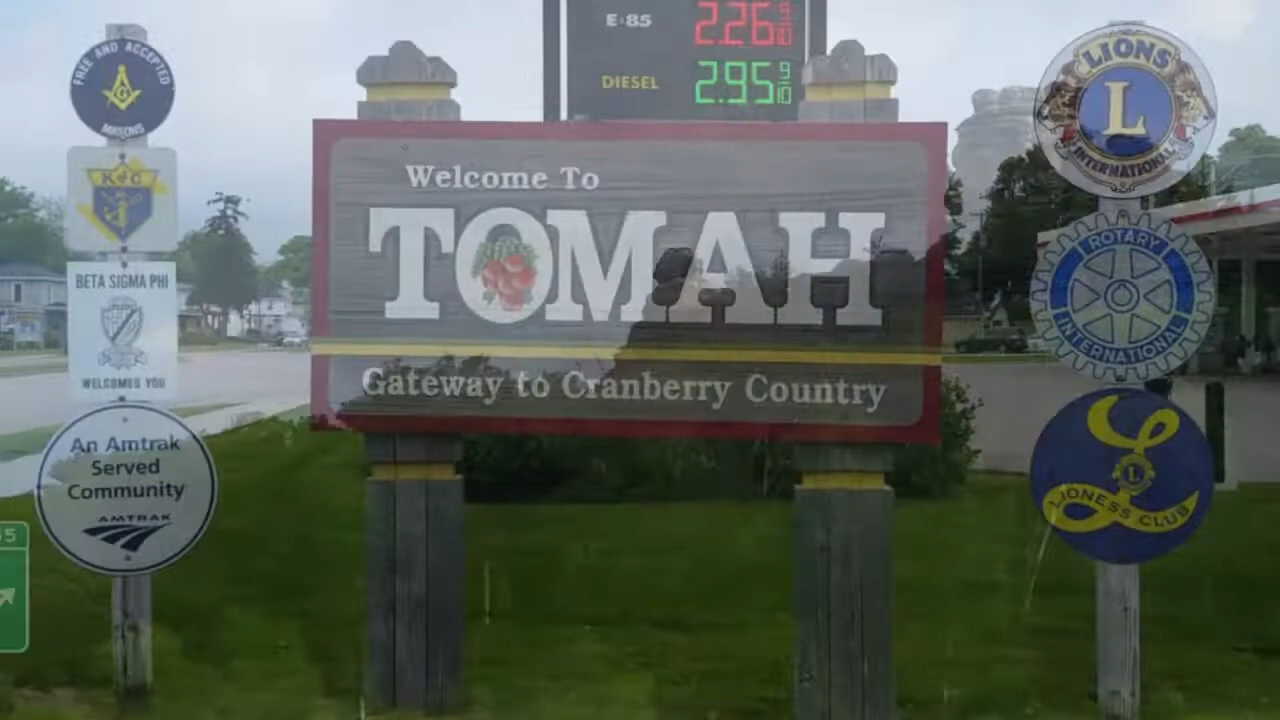 E-85 2.26
DIESEL 2.95
FREE AND ACCEPTED
G
MASONS
K of C
BETA SIGMA PHI
WELCOMES YOU
An Amtrak
Served
Community
AMTRAK
Welcome To
TOMAH
Gateway to Cranberry Country
LIONS
L
INTERNATIONAL
ROTARY
INTERNATIONAL
L
LIONESS CLUB